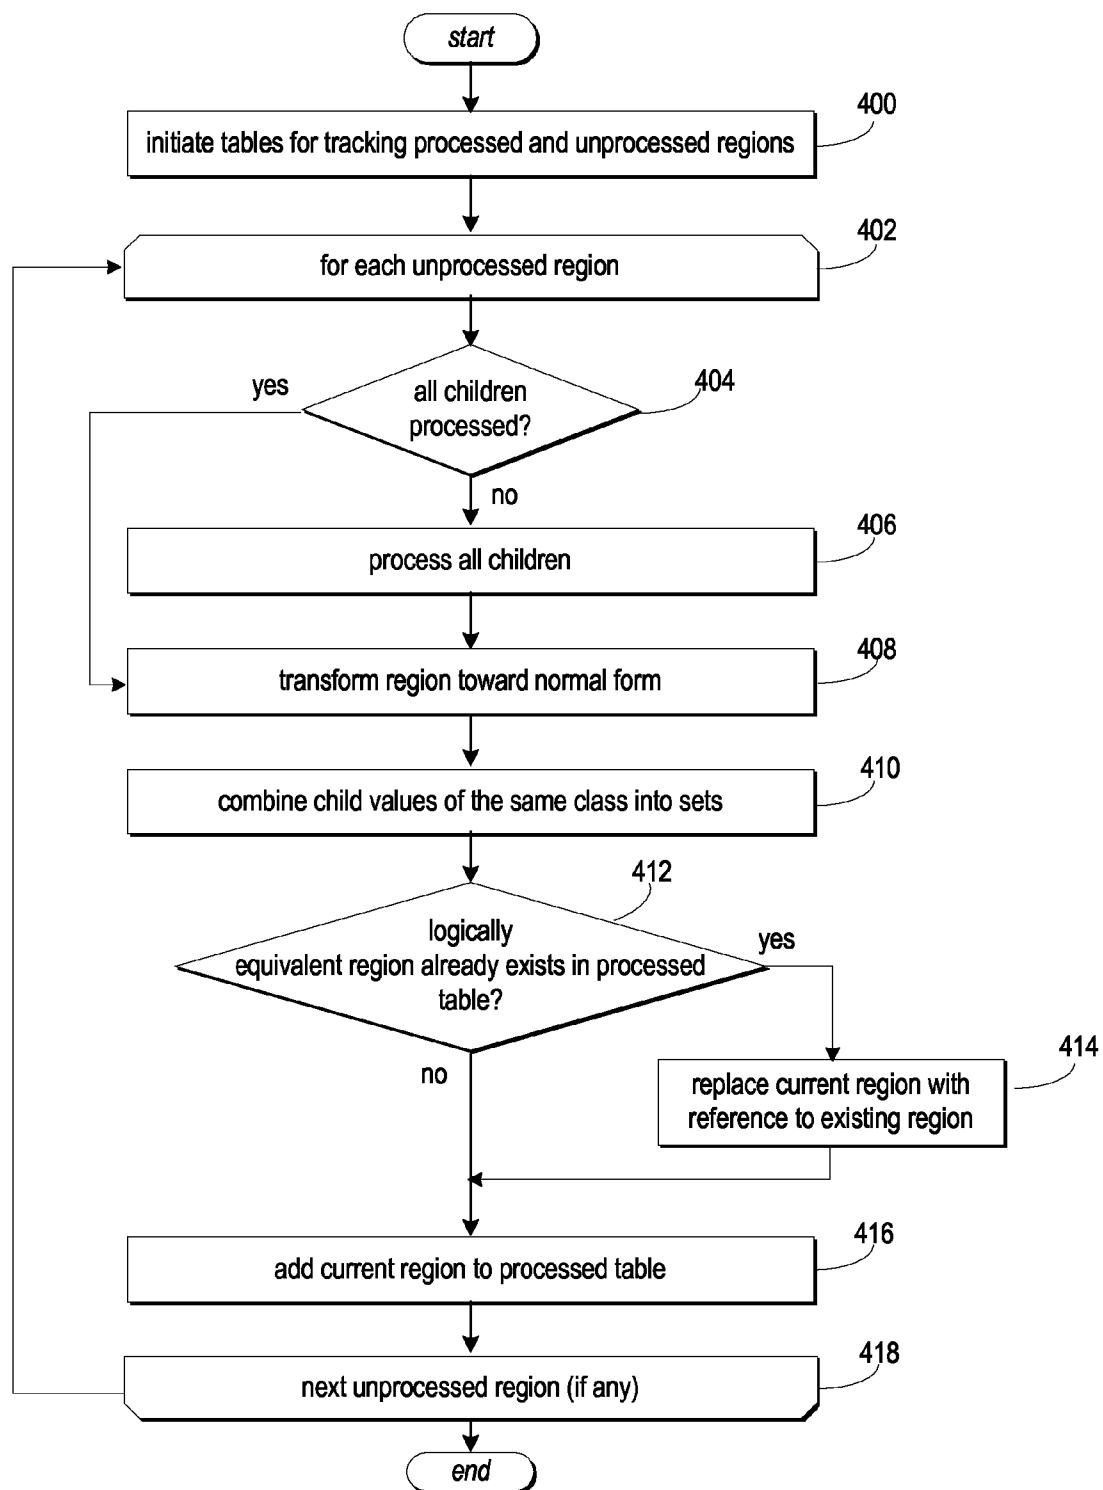 start
400
initiate tables for tracking processed and unprocessed regions
402
for each unprocessed region
yes
all children
processed?
404
no
406
process all children
408
transform region toward normal form
410
combine child values of the same class into sets
412
logically
equivalent region already exists in processed
table?
yes
no
414
replace current region with
reference to existing region
416
add current region to processed table
418
next unprocessed region (if any)
end